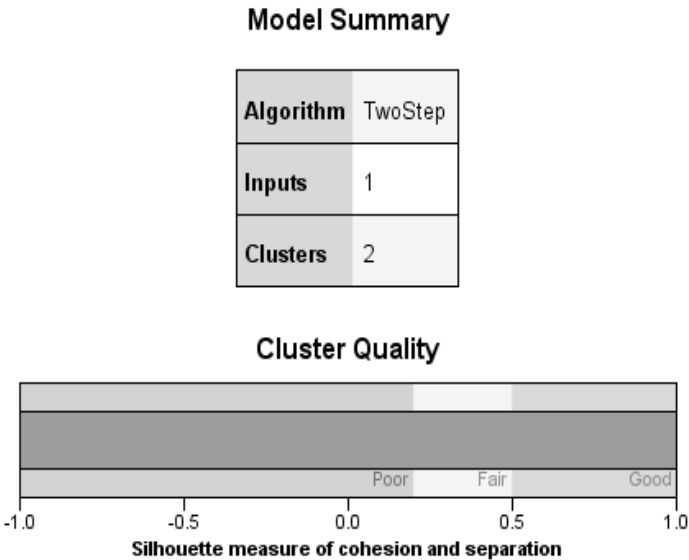 Model Summary
Algorithm TwoStep
Inputs 1
Clusters 2
Cluster Quality
Poor Fair Good
-1.0 -0.5 0.0 0.5 1.0
Silhouette measure of cohesion and separation